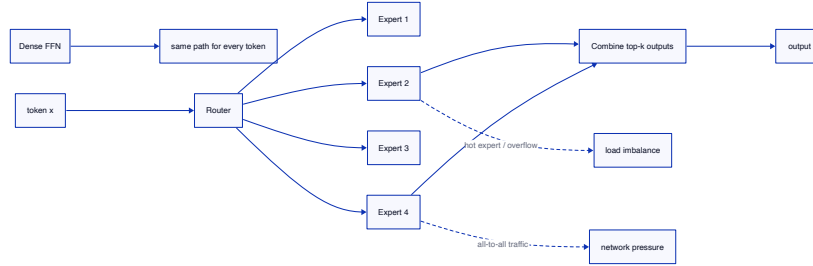 Dense FFN
same path for every token
token x
Router
Expert 1
Expert 2
Expert 3
Expert 4
Combine top-k outputs
output
hot expert / overflow
load imbalance
all-to-all traffic
network pressure